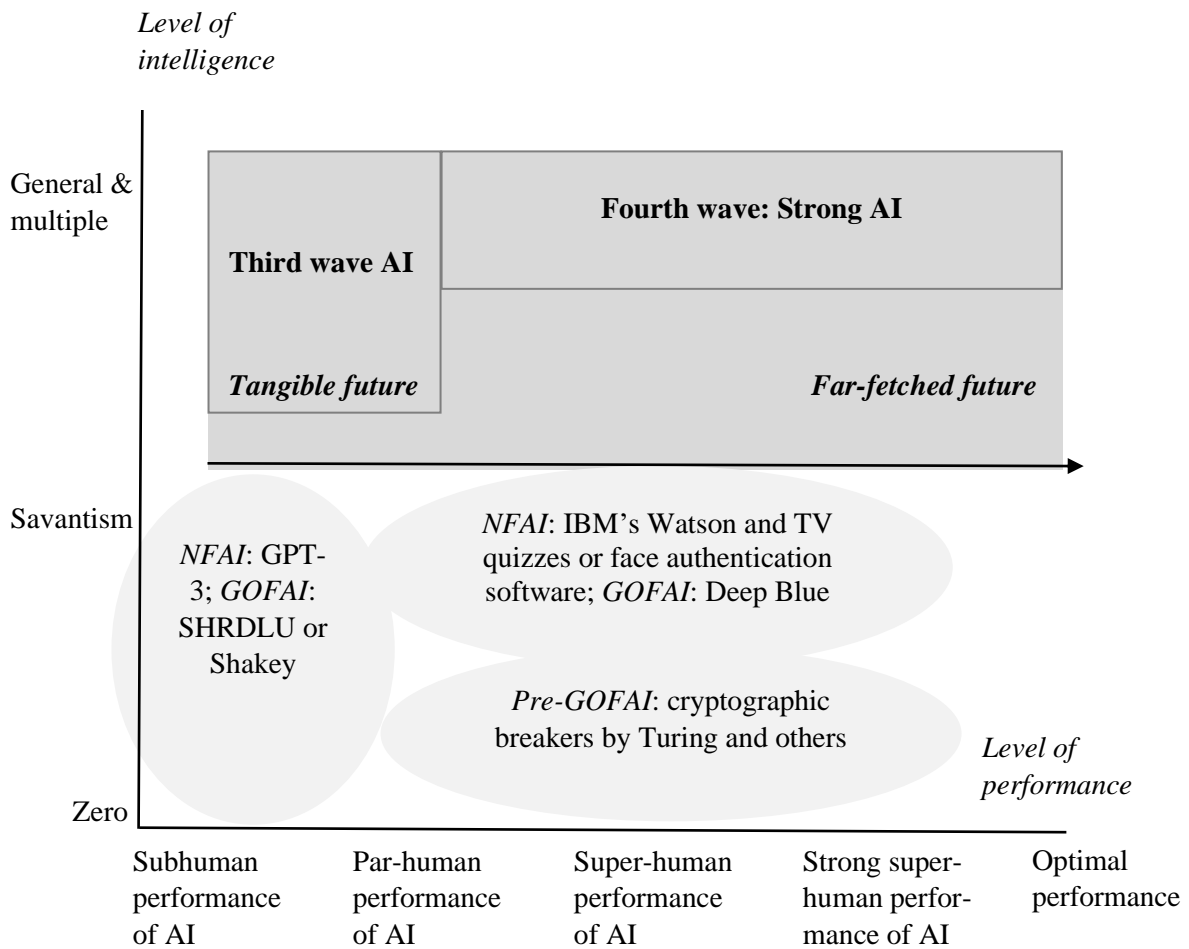 Level of
intelligence
General &
multiple
Fourth wave: Strong AI
Third wave AI
Tangible future
Far-fetched future
Savantism
NFAI: IBM’s Watson and TV
quizzes or face authentication
software; GOFAI: Deep Blue
NFAI: GPT-
3; GOFAI:
SHRDLU or
Shakey
Pre-GOFAI: cryptographic
breakers by Turing and others
Level of
performance
Zero
Subhuman
performance
of AI
Par-human
performance
of AI
Super-human
performance
of AI
Strong super-
human perfor-
mance of AI
Optimal
performance